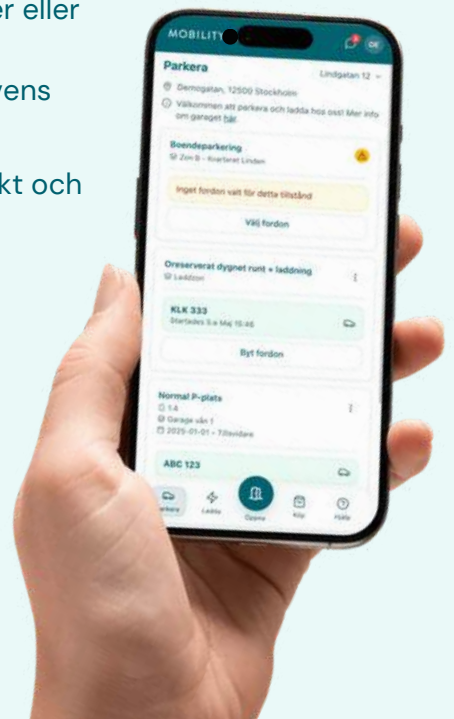 er eller
vens
kt och
MOBILITY
OE
Parkera
Lindgatan 12
Demogatan, 12500 Stockholm
Välkommen att parkera och ladda hos oss! Mer info
om garaget här
Boendeparkering
Zon B - Kvarteret Linden
Inget fordon valt för detta tillstånd
Välj fordon
Oreserverat dygnet runt + laddning
Laddzon
KLK 333
Startades 5:e Maj 15:46
Byt fordon
Normal P-plats
14
Garage vån 1
2025-01-01 - Tillsvidare
ABC 123
Parkera
Ladda
Öppna
Köp
Hjälp